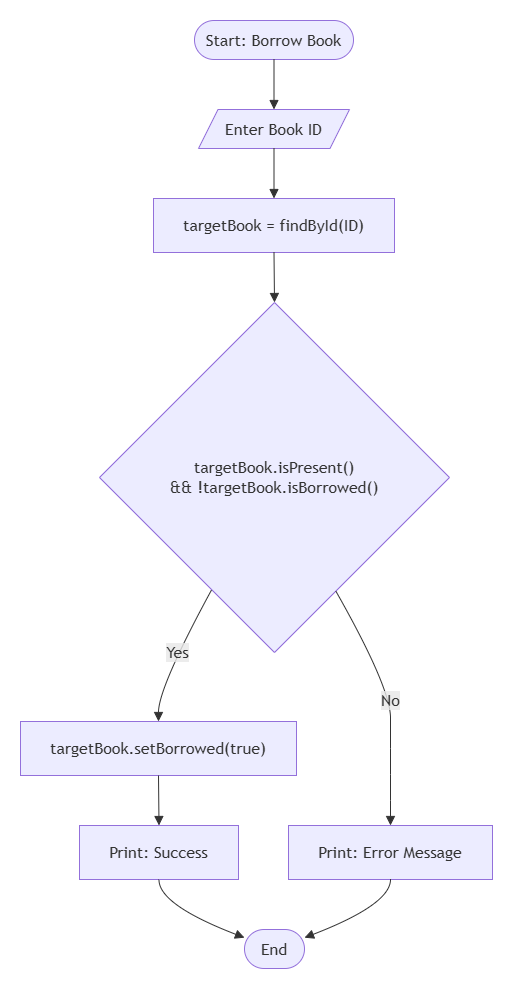 Start: Borrow Book
Enter Book ID
targetBook = findById(ID)
targetBook.isPresent()
&& !targetBook.isBorrowed()
Yes
No
targetBook.setBorrowed(true)
Print: Success
Print: Error Message
End